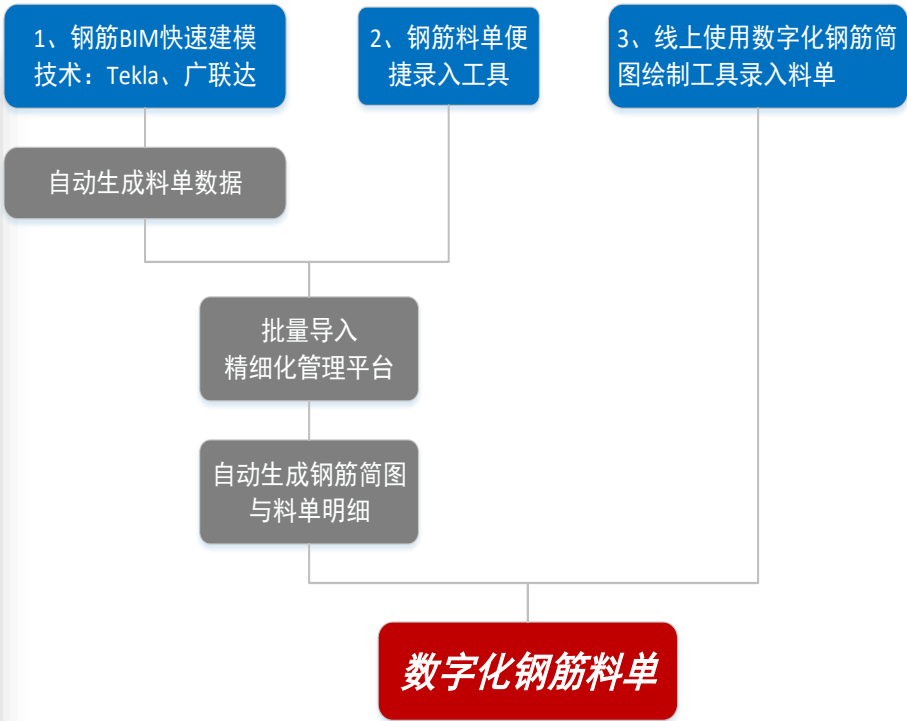 1、钢筋BIM快速建模
技术：Tekla、广联达
2、钢筋料单便
捷录入工具
3、线上使用数字化钢筋简
图绘制工具录入料单
自动生成料单数据
批量导入
精细化管理平台
自动生成钢筋简图
与料单明细
数字化钢筋料单